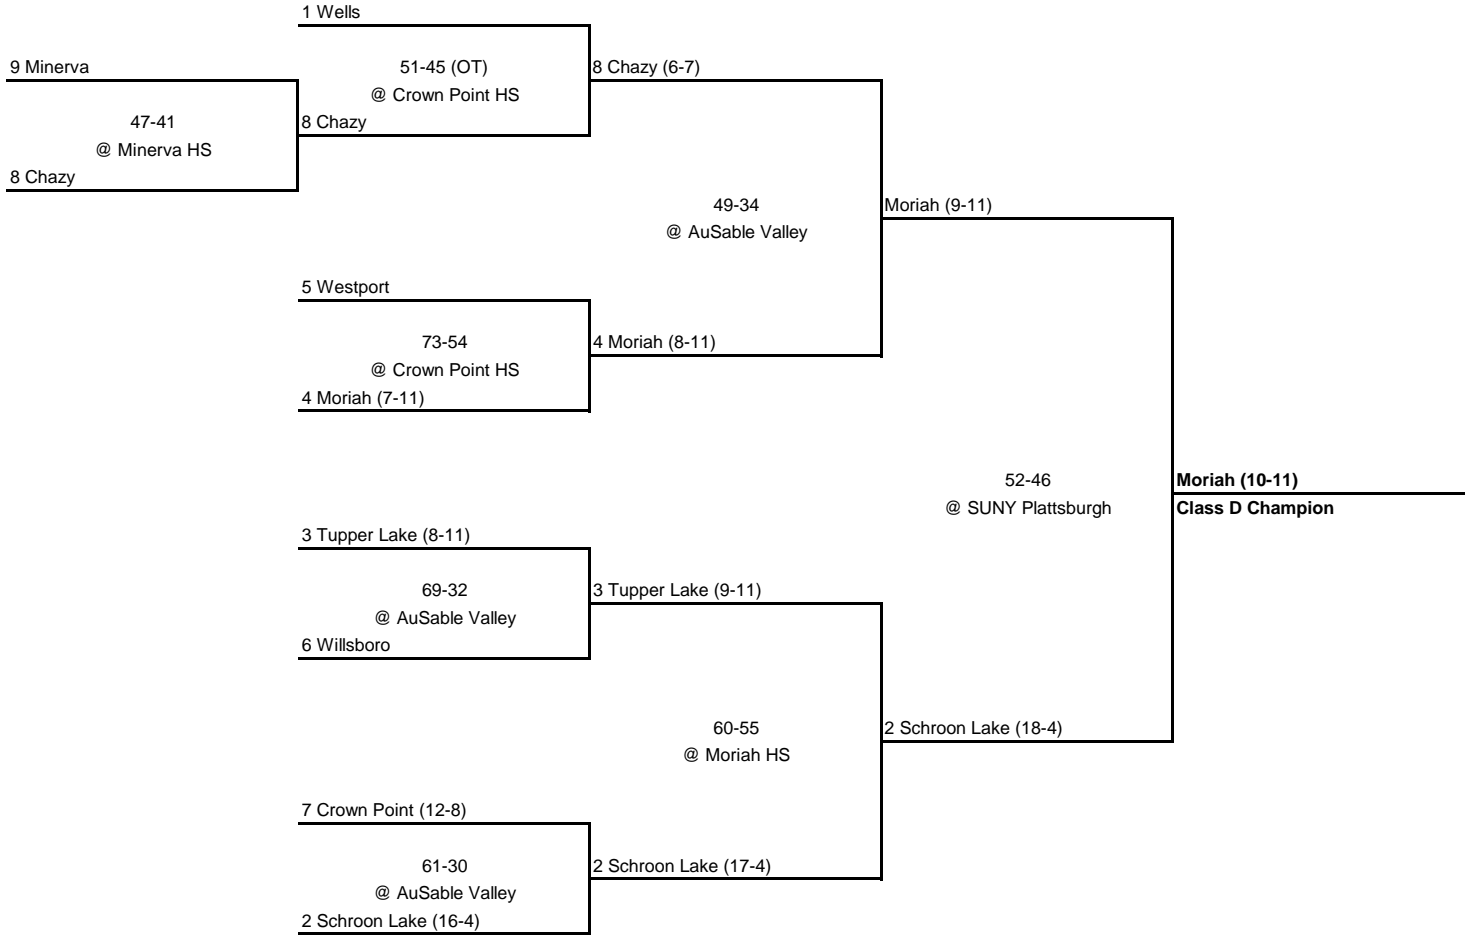 1 Wells
9 Minerva
51-45 (OT)
8 Chazy (6-7)
@ Crown Point HS
47-41
8 Chazy
@ Minerva HS
8 Chazy
49-34
Moriah (9-11)
@ AuSable Valley
5 Westport
73-54
4 Moriah (8-11)
@ Crown Point HS
4 Moriah (7-11)
52-46
Moriah (10-11)
@ SUNY Plattsburgh
Class D Champion
3 Tupper Lake (8-11)
69-32
3 Tupper Lake (9-11)
@ AuSable Valley
6 Willsboro
60-55
2 Schroon Lake (18-4)
@ Moriah HS
7 Crown Point (12-8)
61-30
2 Schroon Lake (17-4)
@ AuSable Valley
2 Schroon Lake (16-4)